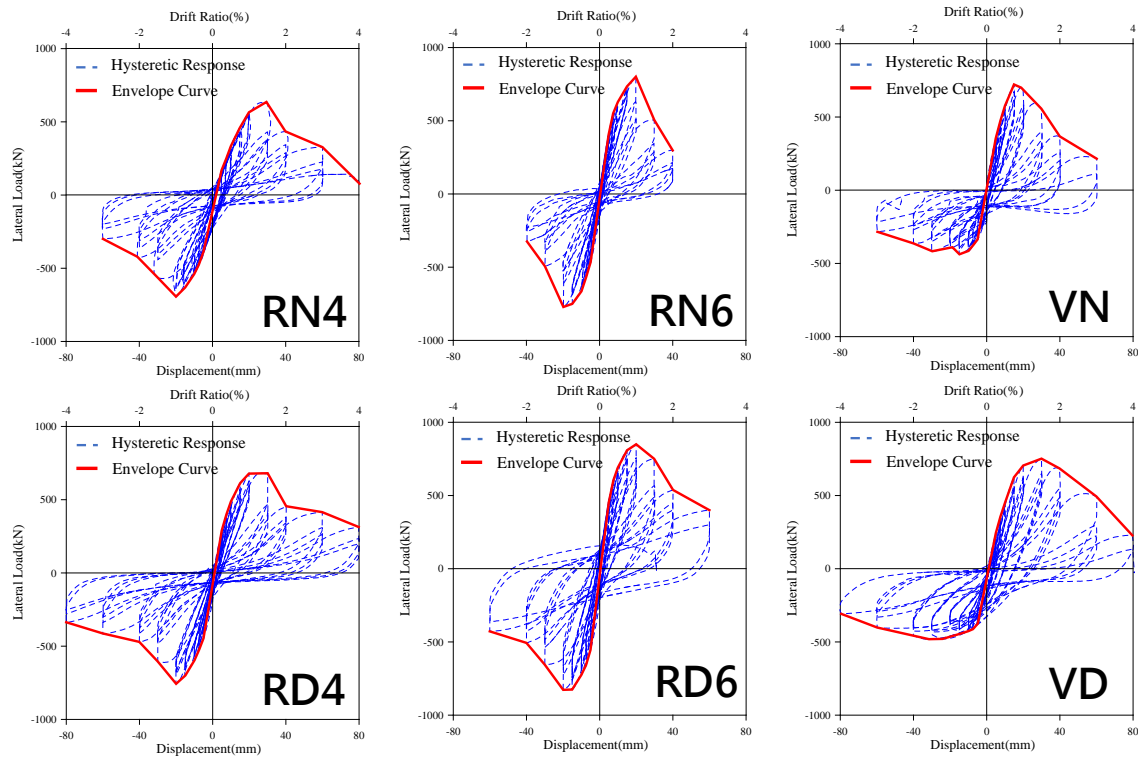 Drift Ratio(%)
-4 -2 0 2 4
1000
Hysteretic Response
Envelope Curve
500
0
-500
-1000
Lateral Load(kN)
RN4
-80 -40 0 40 80
Displacement(mm)
Drift Ratio(%)
-4 -2 0 2 4
1000
Hysteretic Response
Envelope Curve
500
0
-500
-1000
Lateral Load(kN)
RN6
-80 -40 0 40 80
Displacement(mm)
Drift Ratio(%)
-4 -2 0 2 4
1000
Hysteretic Response
Envelope Curve
500
0
-500
-1000
Lateral Load(kN)
VN
-80 -40 0 40 80
Displacement(mm)
Drift Ratio(%)
-4 -2 0 2 4
1000
Hysteretic Response
Envelope Curve
500
0
-500
-1000
Lateral Load(kN)
RD4
-80 -40 0 40 80
Displacement(mm)
Drift Ratio(%)
-4 -2 0 2 4
1000
Hysteretic Response
Envelope Curve
500
0
-500
-1000
Lateral Load(kN)
RD6
-80 -40 0 40 80
Displacement(mm)
Drift Ratio(%)
-4 -2 0 2 4
1000
Hysteretic Response
Envelope Curve
500
0
-500
-1000
Lateral Load(kN)
VD
-80 -40 0 40 80
Displacement(mm)